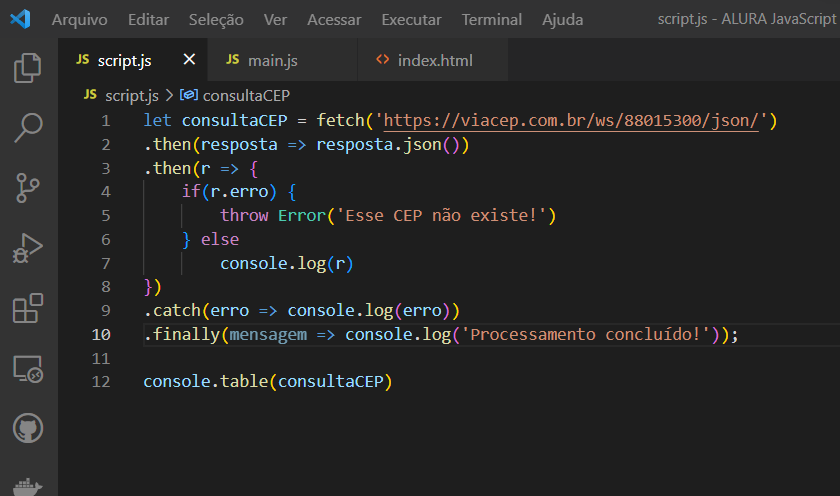 Arquivo Editar Seleção Ver Acessar Executar Terminal Ajuda script.js - ALURA JavaScript
JS script.js × JS main.js <> index.html
JS script.js > consultaCEP
1 let consultaCEP = fetch('https://viacep.com.br/ws/88015300/json/')
2 .then(resposta => resposta.json())
3 .then(r => {
4 if(r.erro) {
5 throw Error('Esse CEP não existe!')
6 } else
7 console.log(r)
8 })
9 .catch(erro => console.log(erro))
10 .finally(mensagem => console.log('Processamento concluído!'));
11
12 console.table(consultaCEP)